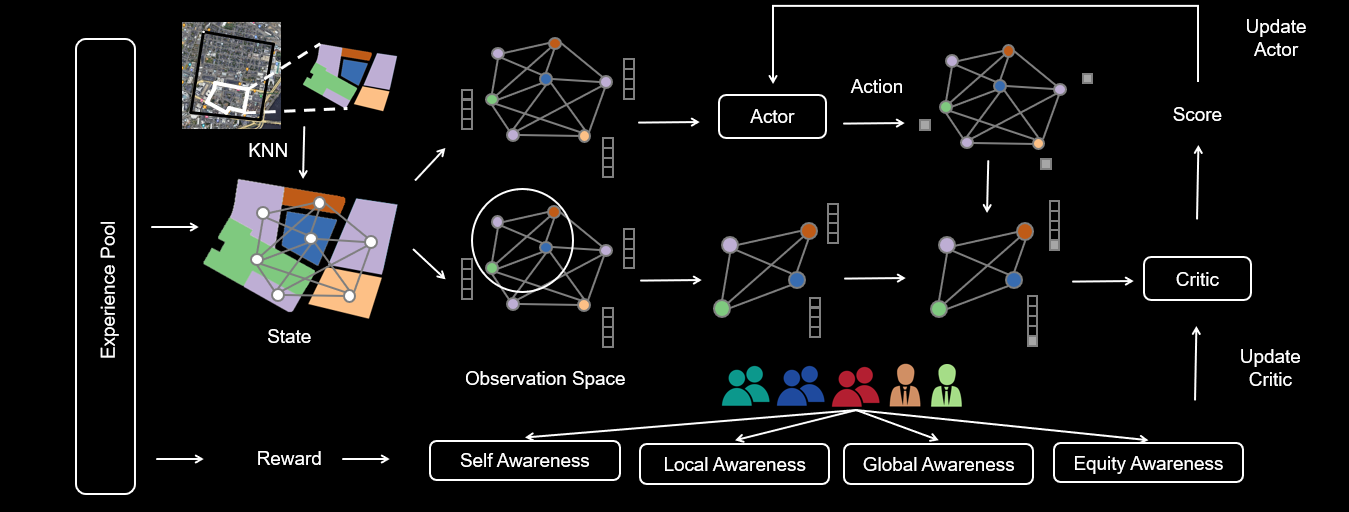 Experience Pool
KNN
State
Observation Space
Actor
Action
Update
Actor
Score
Critic
Update
Critic
Reward
Self Awareness
Local Awareness
Global Awareness
Equity Awareness